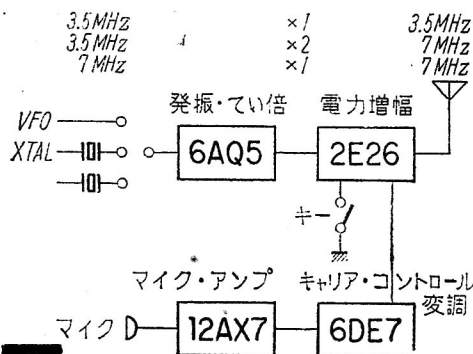 3.5MHz ×1 3.5MHz
3.5MHz ×2 7MHz
7MHz ×1 7MHz
発振・てい倍 電力増幅
VFO
XTAL
6AQ5 2E26
キー
マイク・アンプ キャリア・コントロール
変調
マイク 12AX7 6DE7